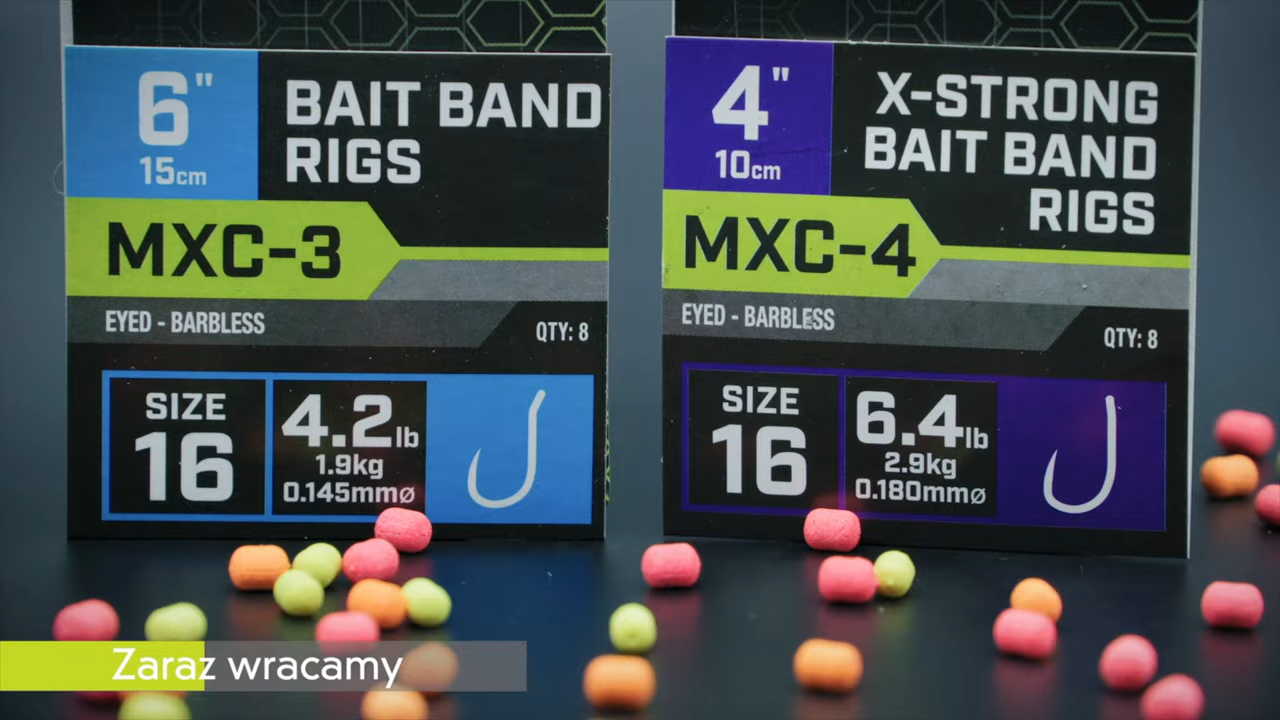 6"
15cm
BAIT BAND
RIGS
MXC-3
EYED - BARBLESS
QTY: 8
SIZE
16
4.2lb
1.9kg
0.145mmø
4"
10cm
X-STRONG
BAIT BAND
RIGS
MXC-4
EYED - BARBLESS
QTY: 8
SIZE
16
6.4lb
2.9kg
0.180mmø
Zaraz wracamy